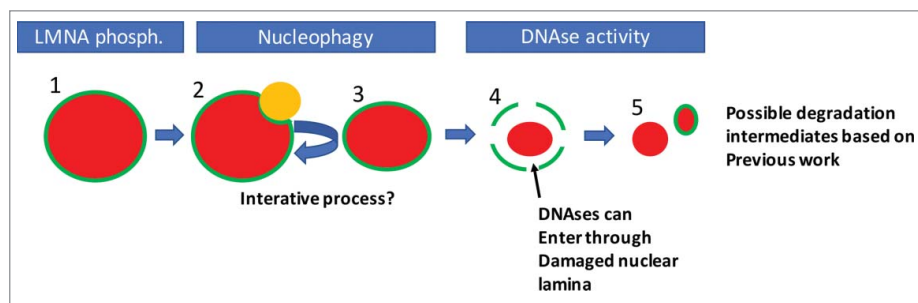 LMNA phosph.
Nucleophagy
DNAse activity
1
2
3
4
5
Possible degradation
intermediates based on
Previous work
Interative process?
DNAses can
Enter through
Damaged nuclear
lamina